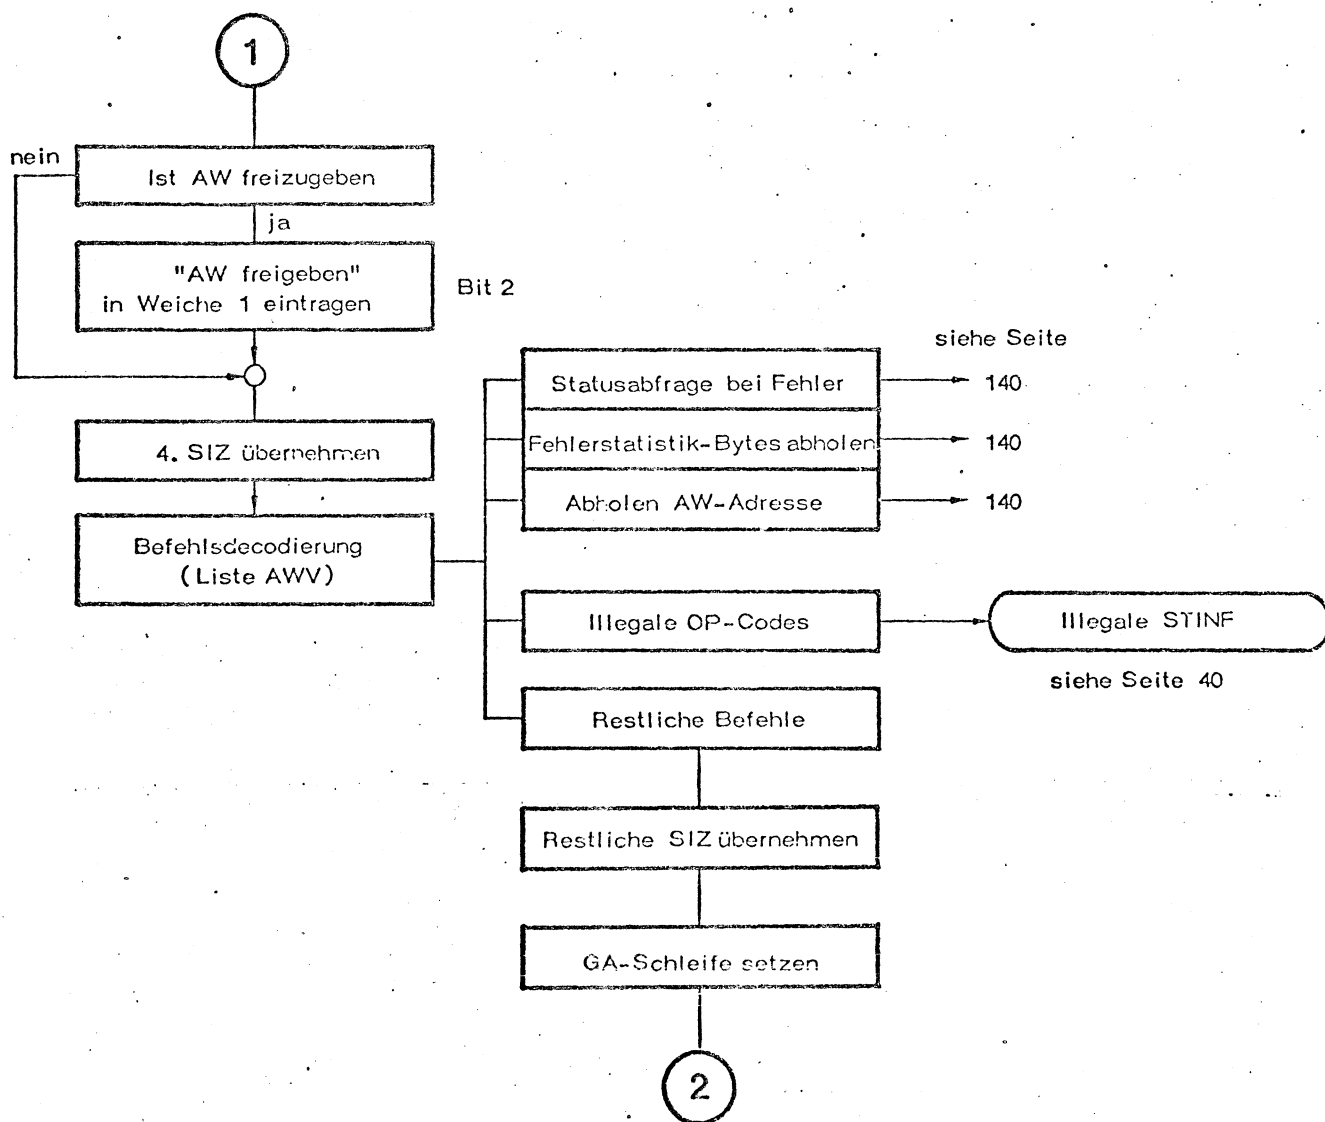 1
nein
Ist AW freizugeben
ja
"AW freigeben"
in Weiche 1 eintragen
Bit 2
siehe Seite
Statusabfrage bei Fehler
140
Fehlerstatistik-Bytes abholen
140
4. SIZ übernehmen
Abholen AW-Adresse
140
Befehlsdecodierung
(Liste AWV)
Illegale OP-Codes
Illegale STINF
siehe Seite 40
Restliche Befehle
Restliche SIZ übernehmen
GA-Schleife setzen
2